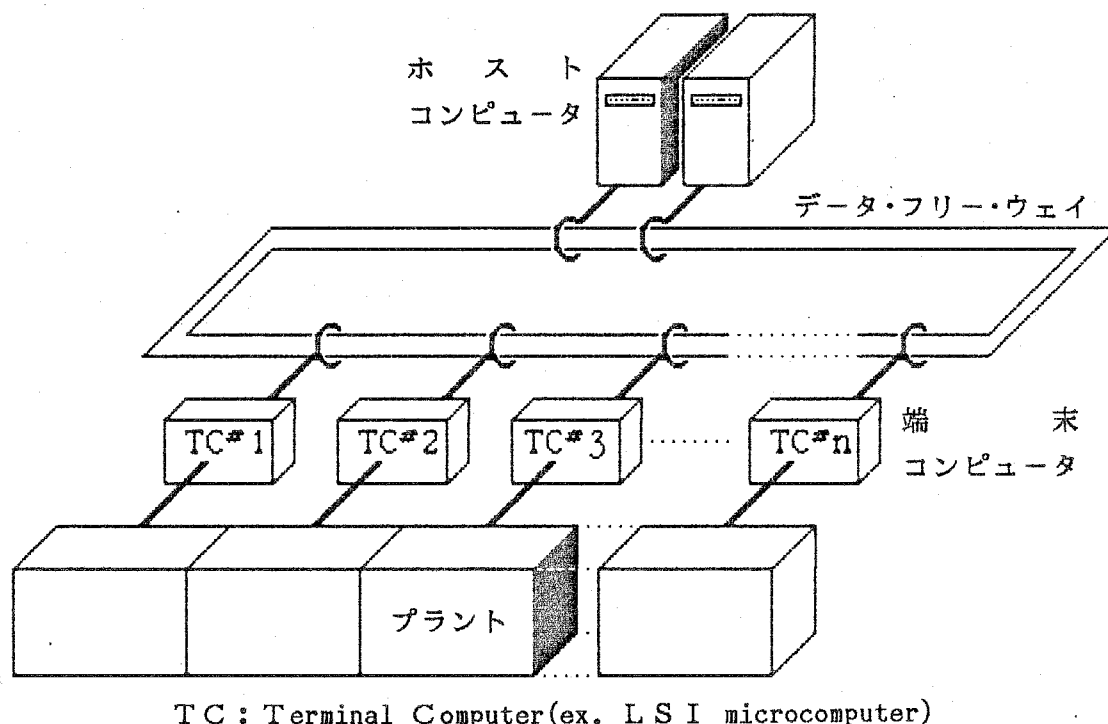 ホスト
コンピュータ
データ・フリー・ウェイ
TC#1
TC#2
TC#3
TC#n
端末
コンピュータ
プラント
TC:Terminal Computer(ex. LSI microcomputer)